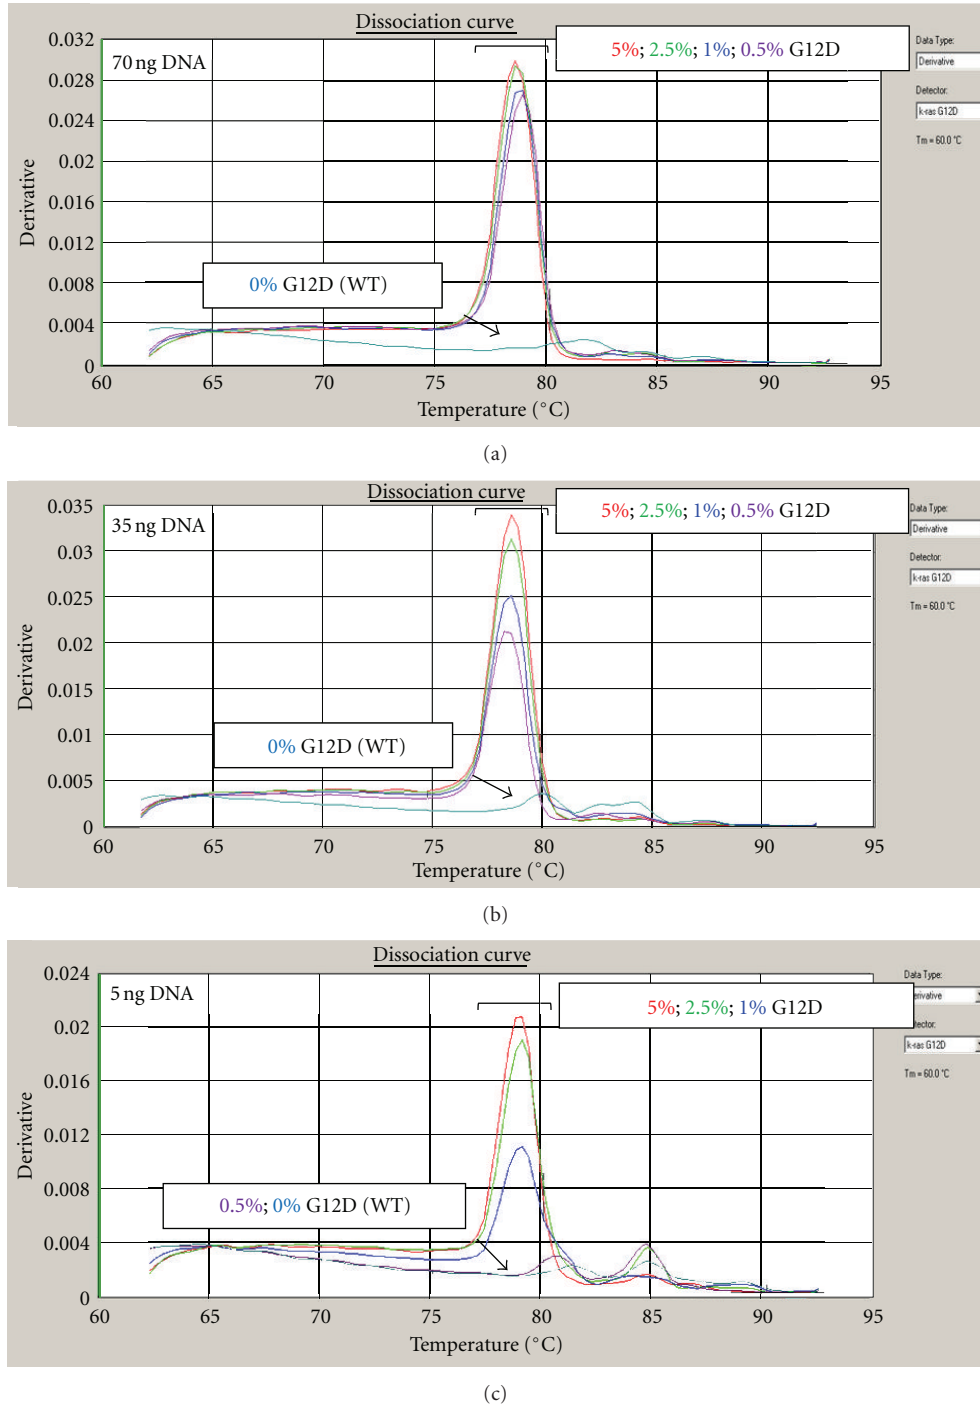 Dissociation curve
0.032
70 ng DNA
5%; 2.5%; 1%; 0.5% G12D
Data Type:
Derivative
0.028
Detector:
k-ras G12D
0.024
Tm = 60.0 °C
0.02
Derivative
0.016
0.012
0% G12D (WT)
0.008
0.004
0
60 65 70 75 80 85 90 95
Temperature (°C)
(a)
Dissociation curve
0.035
35 ng DNA
5%; 2.5%; 1%; 0.5% G12D
Data Type:
Derivative
0.03
Detector:
k-ras G12D
0.025
Tm = 60.0 °C
0.02
Derivative
0.015
0.01
0% G12D (WT)
0.005
0
60 65 70 75 80 85 90 95
Temperature (°C)
(b)
Dissociation curve
0.024
5 ng DNA
5%; 2.5%; 1% G12D
Data Type:
erivative
0.02
etector:
k-ras G12D
0.016
Tm = 60.0 °C
0.012
Derivative
0.008
0.5%; 0% G12D (WT)
0.004
0
60 65 70 75 80 85 90 95
Temperature (°C)
(c)